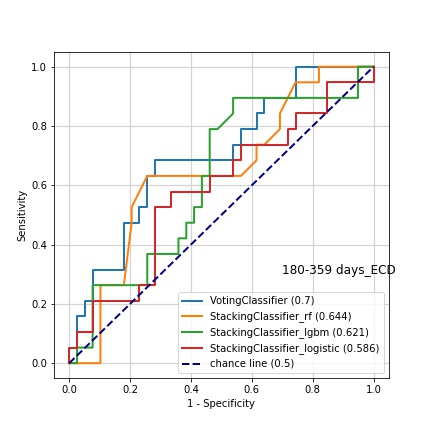 1.0
0.8
0.6
0.4
0.2
0.0
Sensitivity
180-359 days_ECD
VotingClassifier (0.7)
StackingClassifier_rf (0.644)
StackingClassifier_lgbm (0.621)
StackingClassifier_logistic (0.586)
chance line (0.5)
0.0 0.2 0.4 0.6 0.8 1.0
1 - Specificity